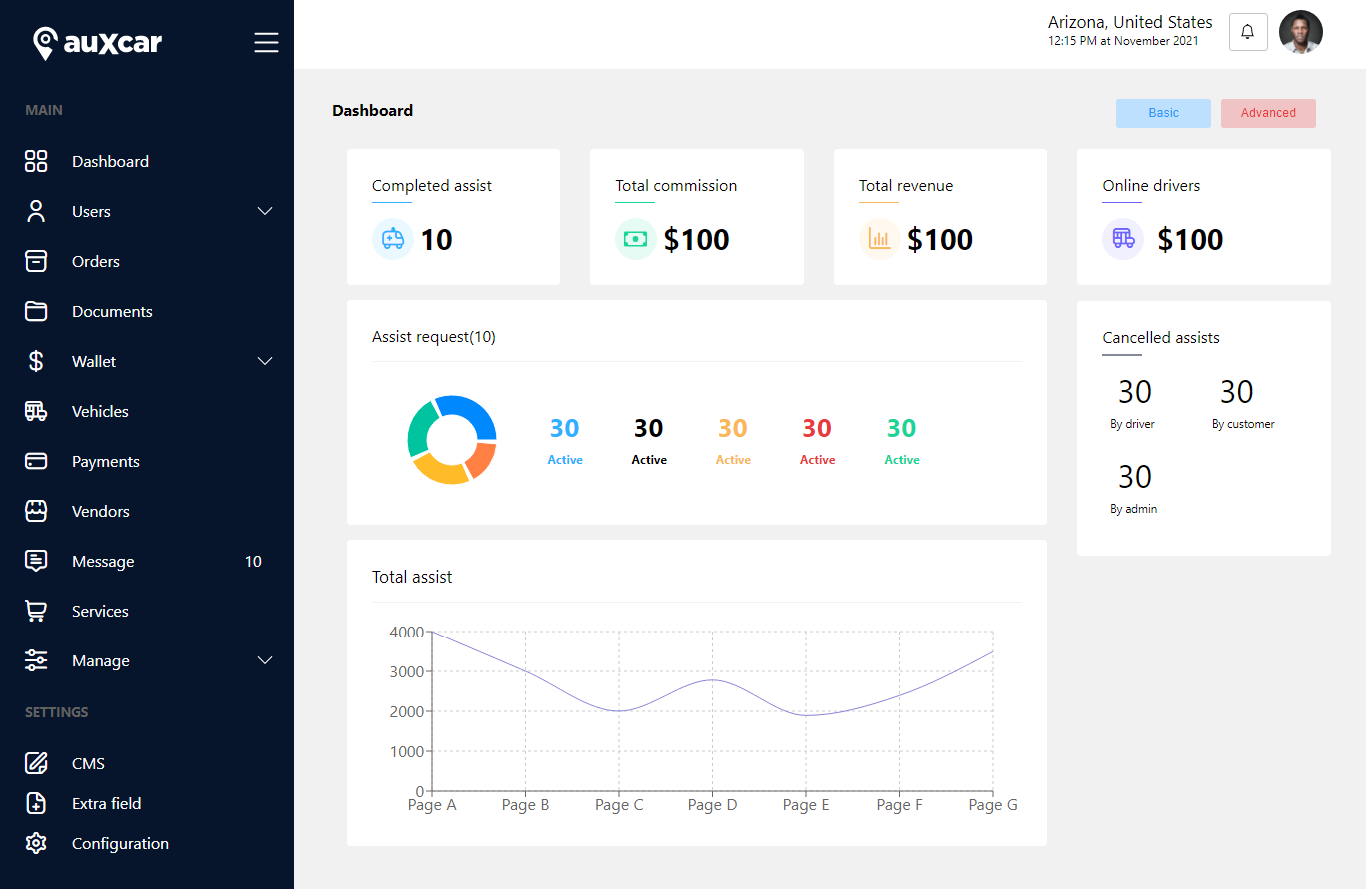 auXcar
MAIN
Dashboard
Users
Orders
Documents
Wallet
Vehicles
Payments
Vendors
Message 10
Services
Manage
SETTINGS
CMS
Extra field
Configuration
Arizona, United States
12:15 PM at November 2021
Dashboard
Basic Advanced
Completed assist
10
Total commission
$100
Total revenue
$100
Online drivers
$100
Assist request(10)
30 30 30 30 30
Active Active Active Active Active
Cancelled assists
30 30
By driver By customer
30
By admin
Total assist
4000
3000
2000
1000
0
Page A Page B Page C Page D Page E Page F Page G